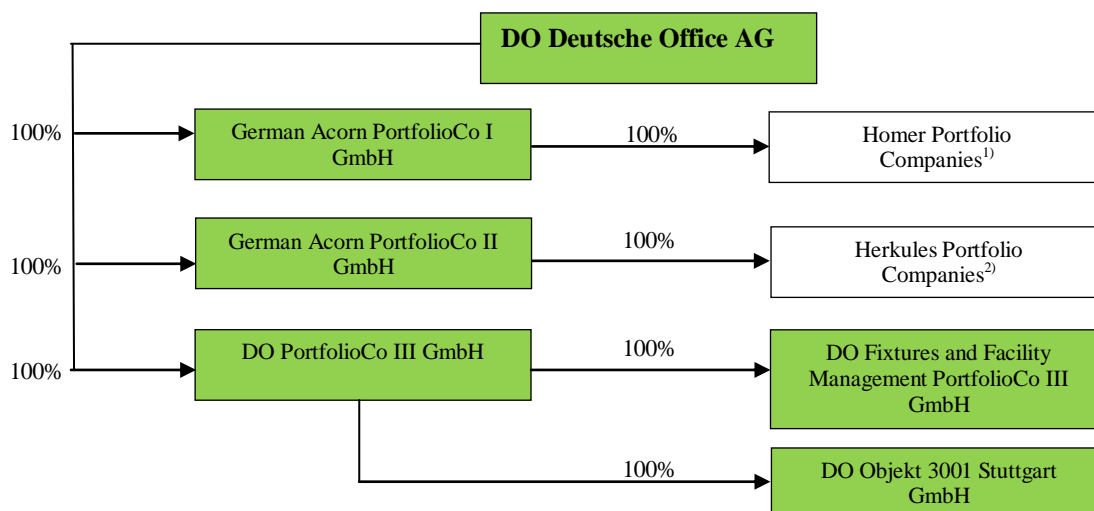 DO Deutsche Office AG
100%
German Acorn PortfolioCo I
GmbH
100%
Homer Portfolio
Companies1)
100%
German Acorn PortfolioCo II
GmbH
100%
Herkules Portfolio
Companies2)
100%
DO PortfolioCo III GmbH
100%
DO Fixtures and Facility
Management PortfolioCo III
GmbH
100%
DO Objekt 3001 Stuttgart
GmbH